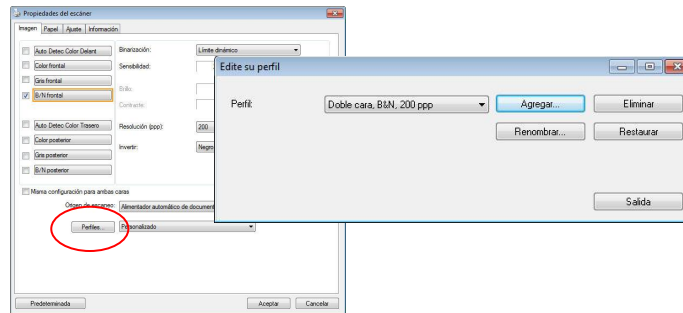 Propiedades del escáner
Imagen Papel Ajuste Información
Auto Detec Color Delant
Color frontal
Gris frontal
B/N frontal
Auto Detec Color Trasero
Color posterior
Gris posterior
B/N posterior
Binarización: Límite dinámico
Sensibilidad:
Brillo:
Contraste:
Resolución (ppp): 200
Invertir: Negro
Misma configuración para ambas caras
Origen de escaneo: Alimentador automático de document
Perfiles... Personalizado
Predeterminada Aceptar Cancelar
Edite su perfil
Perfil: Doble cara, B&N, 200 ppp Agregar... Eliminar
Renombrar... Restaurar
Salida